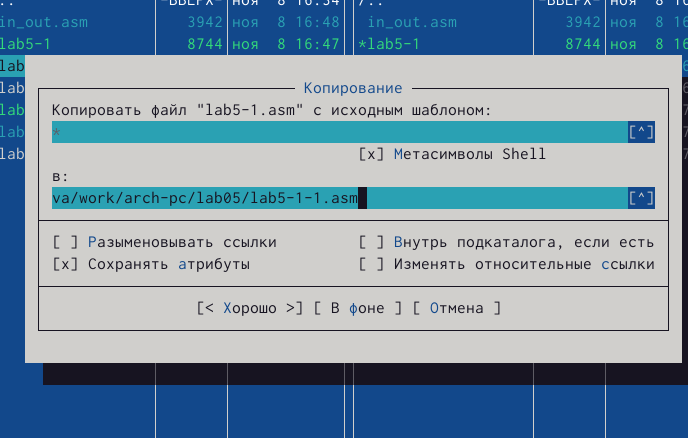 /.. -ВВЕРХ- ноя 8 16:34 /.. -ВВЕРХ- ноя 8
in_out.asm 3942 ноя 8 16:48 in_out.asm 3942 ноя 8
lab5-1 8744 ноя 8 16:47 *lab5-1 8744 ноя 8
lab
Копирование
lab
Копировать файл "lab5-1.asm" с исходным шаблоном:
lab
* [^]
lab
[x] Метасимволы Shell
в:
va/work/arch-pc/lab05/lab5-1-1.asm [^]
[ ] Разыменовывать ссылки [ ] Внутрь подкаталога, если есть
[x] Сохранять атрибуты [ ] Изменять относительные ссылки
[< Хорошо >] [ В фоне ] [ Отмена ]